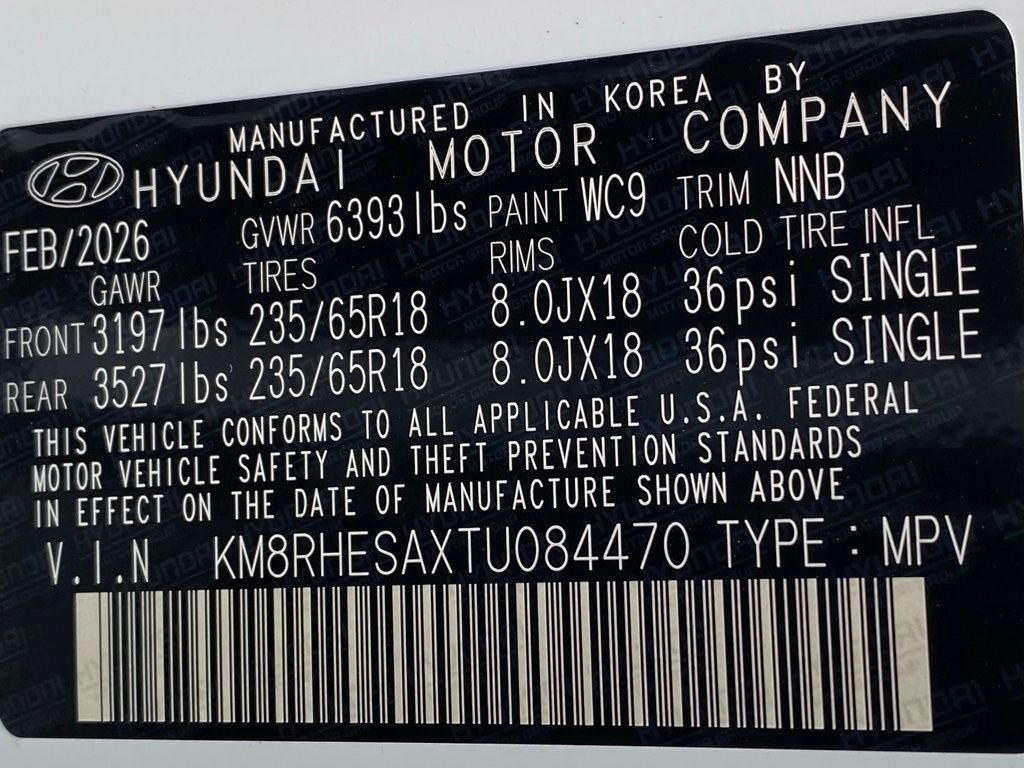 MANUFACTURED IN KOREA BY
HYUNDAI MOTOR COMPANY
FEB/2026 GVWR 6393lbs PAINT WC9 TRIM NNB
GAWR TIRES RIMS COLD TIRE INFL
FRONT 3197lbs 235/65R18 8.0JX18 36psi SINGLE
REAR 3527lbs 235/65R18 8.0JX18 36psi SINGLE
THIS VEHICLE CONFORMS TO ALL APPLICABLE U.S.A. FEDERAL
MOTOR VEHICLE SAFETY AND THEFT PREVENTION STANDARDS
IN EFFECT ON THE DATE OF MANUFACTURE SHOWN ABOVE
V.I.N KM8RHESAXTU084470 TYPE : MPV